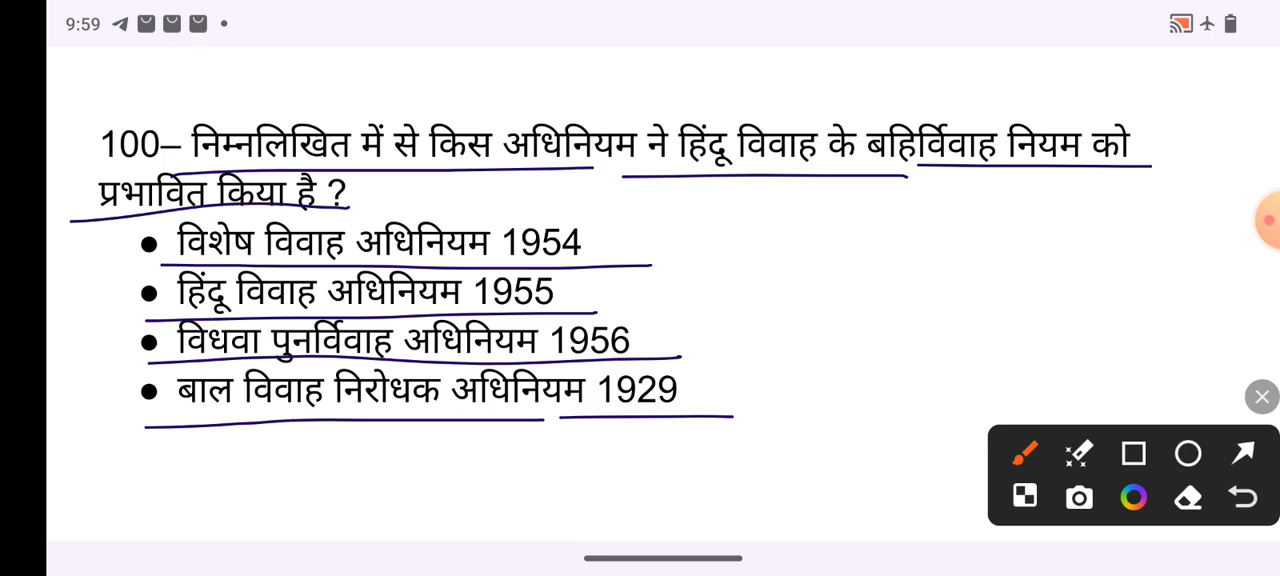 9:59
100– निम्नलिखित में से किस अधिनियम ने हिंदू विवाह के बहिर्विवाह नियम को
प्रभावित किया है ?
● विशेष विवाह अधिनियम 1954
● हिंदू विवाह अधिनियम 1955
● विधवा पुनर्विवाह अधिनियम 1956
● बाल विवाह निरोधक अधिनियम 1929